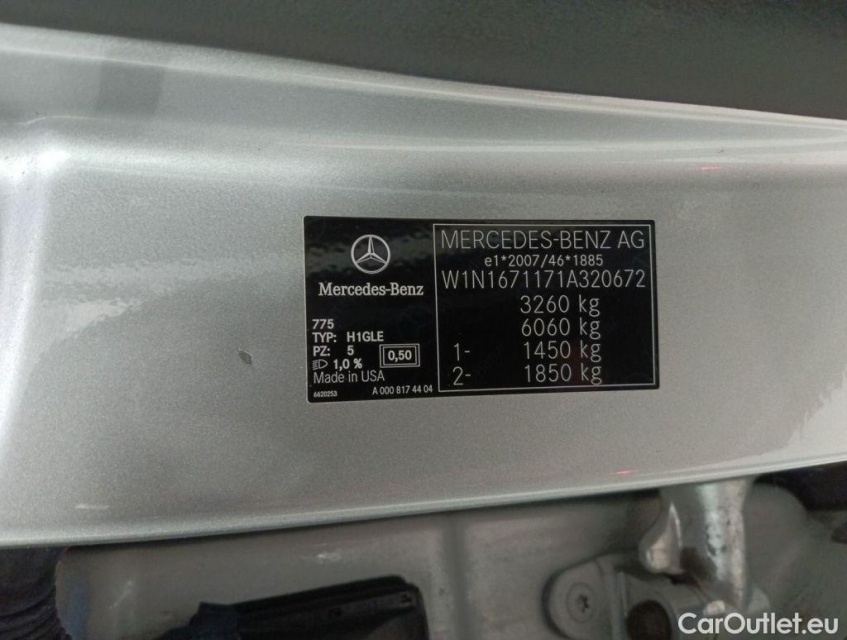 Mercedes-Benz
775
TYP: H1GLE
PZ: 5
1,0 %
0,50
Made in USA
6620253
A 000 817 44 04
MERCEDES-BENZ AG
e1*2007/46*1885
W1N1671171A320672
3260 kg
6060 kg
1- 1450 kg
2- 1850 kg
CarOutlet.eu